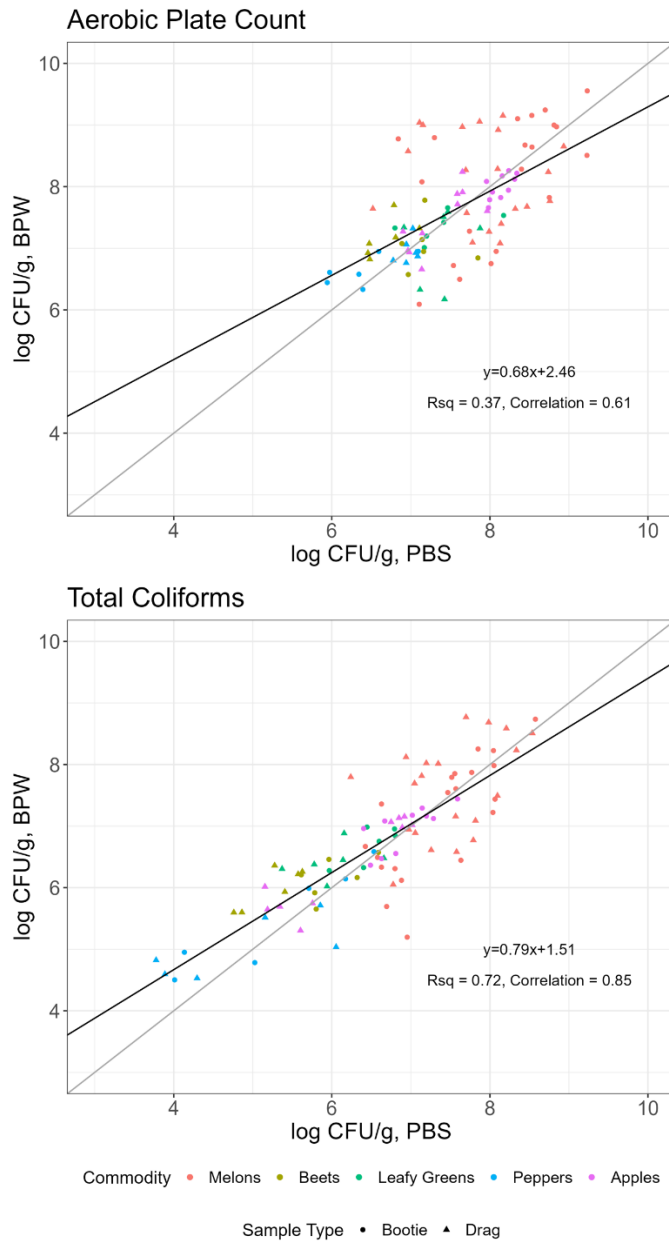 Aerobic Plate Count
10
8
6
4
log CFU/g, BPW
y=0.68x+2.46
Rsq = 0.37, Correlation = 0.61
4 6 8 10
log CFU/g, PBS
Total Coliforms
10
8
6
4
log CFU/g, BPW
y=0.79x+1.51
Rsq = 0.72, Correlation = 0.85
4 6 8 10
log CFU/g, PBS
Commodity Melons Beets Leafy Greens Peppers Apples
Sample Type Bootie Drag